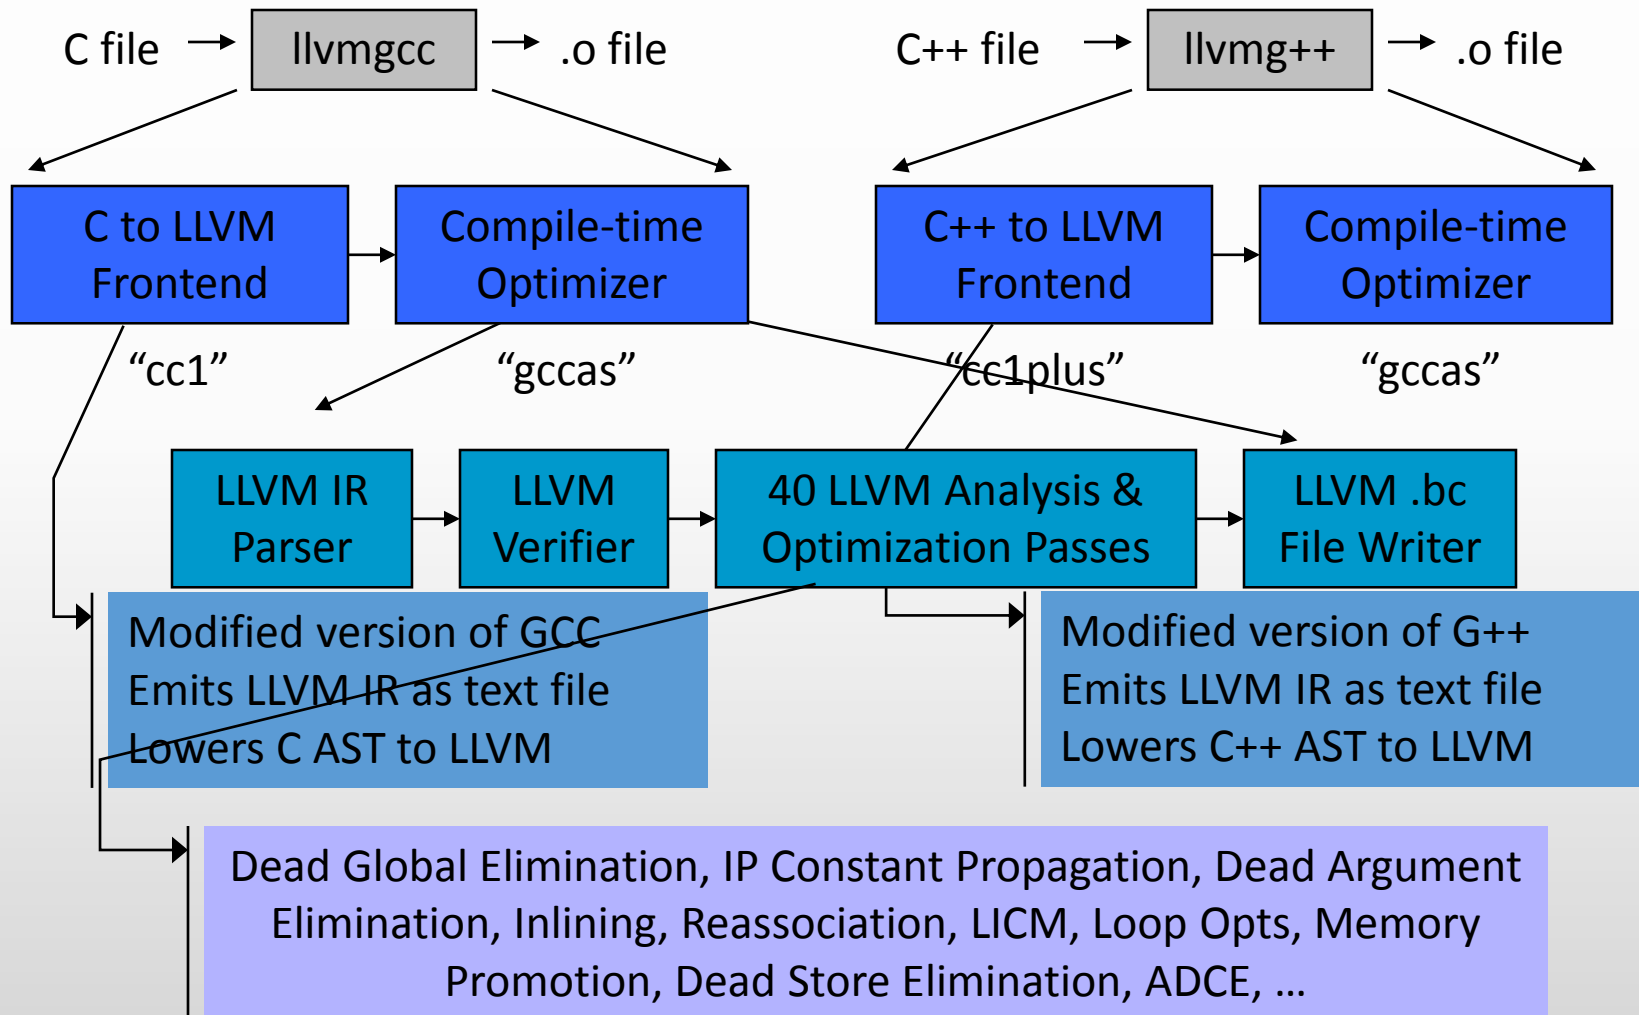 C file
llvmgcc
.o file
C++ file
llvmg++
.o file
C to LLVM
Frontend
Compile-time
Optimizer
C++ to LLVM
Frontend
Compile-time
Optimizer
“cc1”
“gccas”
“cc1plus”
“gccas”
LLVM IR
Parser
LLVM
Verifier
40 LLVM Analysis &
Optimization Passes
LLVM .bc
File Writer
Modified version of GCC
Emits LLVM IR as text file
Lowers C AST to LLVM
Modified version of G++
Emits LLVM IR as text file
Lowers C++ AST to LLVM
Dead Global Elimination, IP Constant Propagation, Dead Argument
Elimination, Inlining, Reassociation, LICM, Loop Opts, Memory
Promotion, Dead Store Elimination, ADCE, …